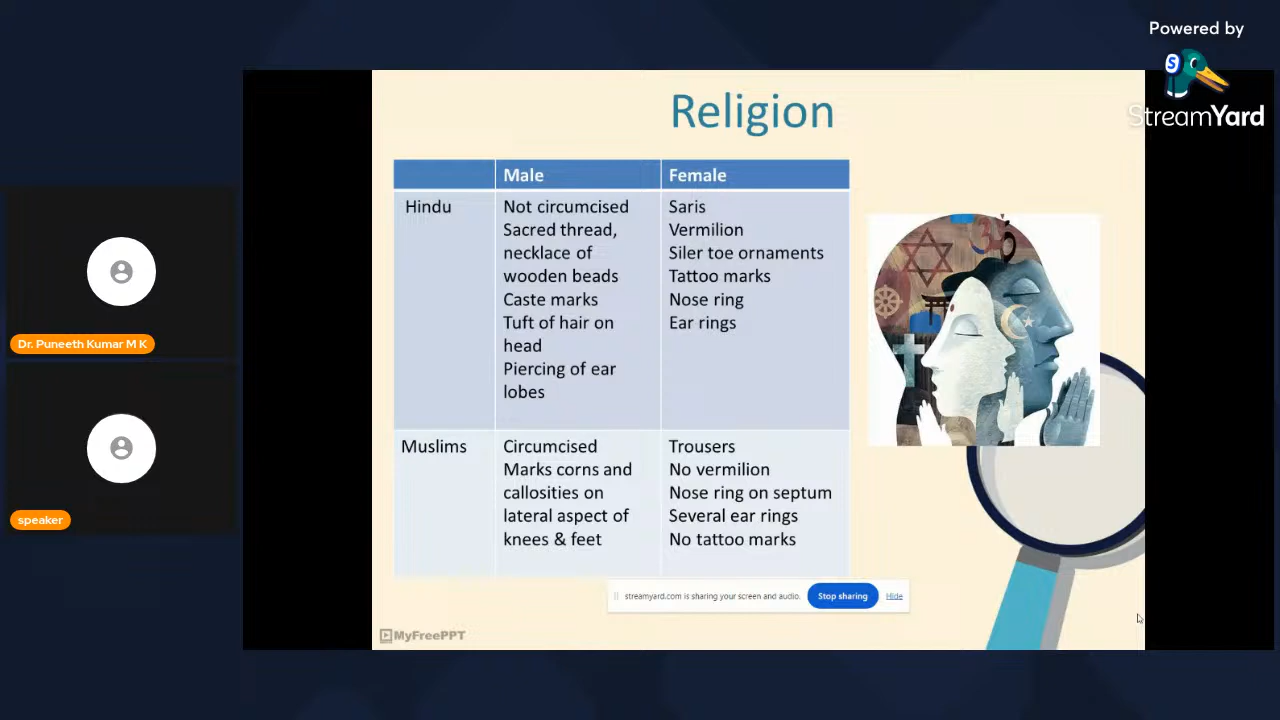 Powered by
StreamYard
Religion
Male
Female
Hindu
Not circumcised
Sacred thread,
necklace of
wooden beads
Caste marks
Tuft of hair on
head
Piercing of ear
lobes
Saris
Vermilion
Siler toe ornaments
Tattoo marks
Nose ring
Ear rings
Muslims
Circumcised
Marks corns and
callosities on
lateral aspect of
knees & feet
Trousers
No vermilion
Nose ring on septum
Several ear rings
No tattoo marks
Dr. Puneeth Kumar M K
speaker
streamyard.com is sharing your screen and audio.
Stop sharing
Hide
MyFreePPT